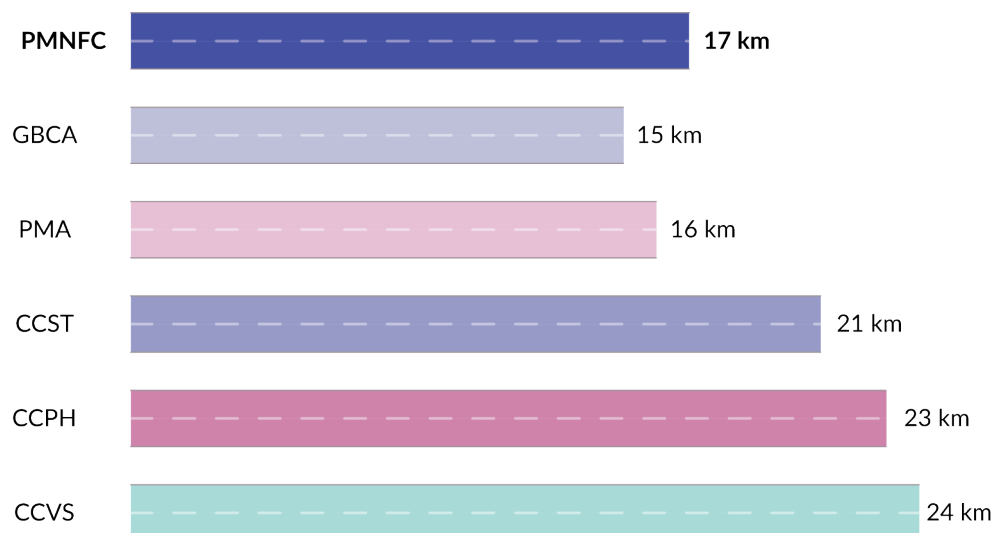 PMNFC 17 km
GBCA 15 km
PMA 16 km
CCST 21 km
CCPH 23 km
CCVS 24 km